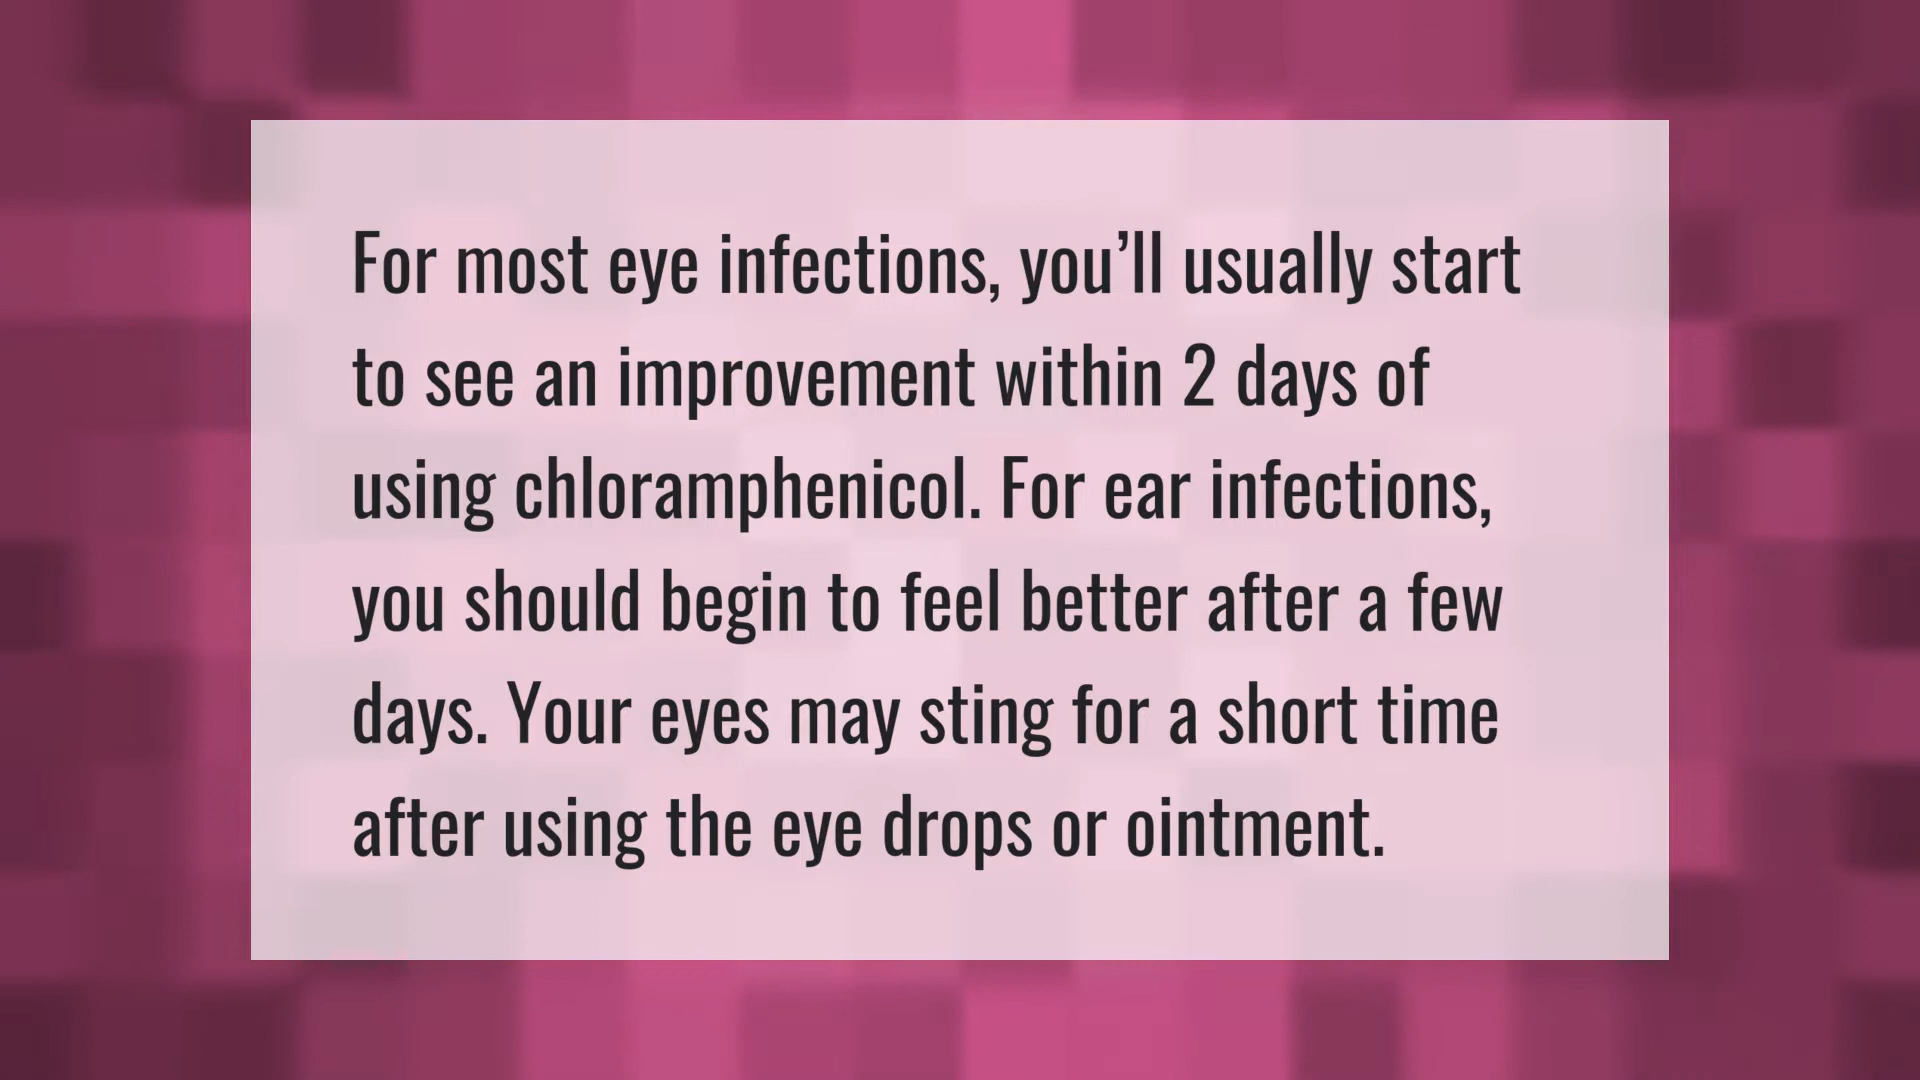 For most eye infections, you’ll usually start
to see an improvement within 2 days of
using chloramphenicol. For ear infections,
you should begin to feel better after a few
days. Your eyes may sting for a short time
after using the eye drops or ointment.